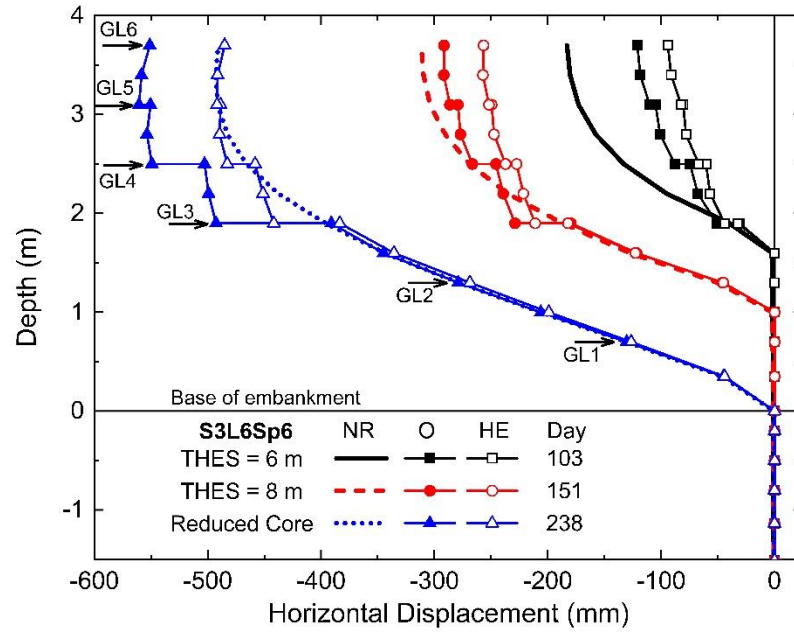 4
GL6
GL5
3
GL4
2
GL3
Depth (m)
GL2
1
GL1
Base of embankment
0
S3L6Sp6 NR O HE Day
THES = 6 m 103
THES = 8 m 151
Reduced Core 238
-1
-600 -500 -400 -300 -200 -100 0
Horizontal Displacement (mm)